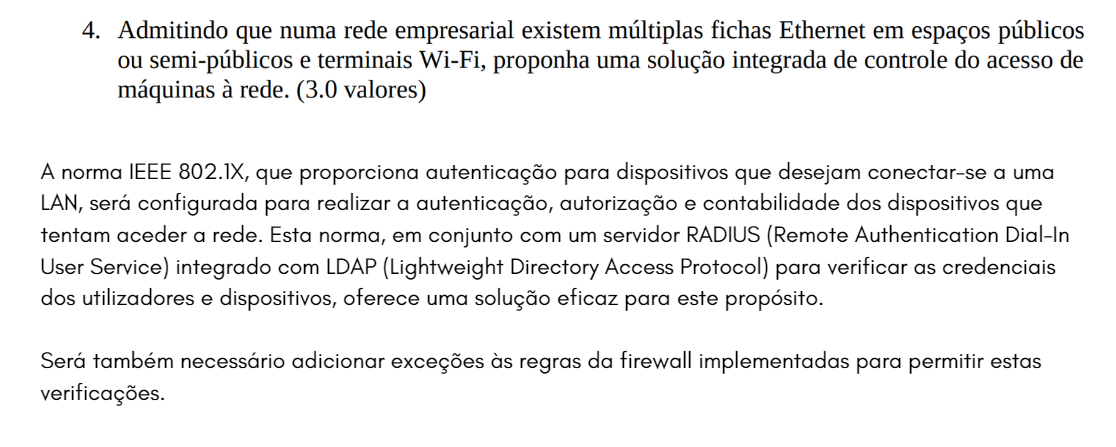 4. Admitindo que numa rede empresarial existem múltiplas fichas Ethernet em espaços públicos
ou semi-públicos e terminais Wi-Fi, proponha uma solução integrada de controle do acesso de
máquinas à rede. (3.0 valores)
A norma IEEE 802.1X, que proporciona autenticação para dispositivos que desejam conectar-se a uma
LAN, será configurada para realizar a autenticação, autorização e contabilidade dos dispositivos que
tentam aceder a rede. Esta norma, em conjunto com um servidor RADIUS (Remote Authentication Dial-In
User Service) integrado com LDAP (Lightweight Directory Access Protocol) para verificar as credenciais
dos utilizadores e dispositivos, oferece uma solução eficaz para este propósito.
Será também necessário adicionar exceções às regras da firewall implementadas para permitir estas
verificações.